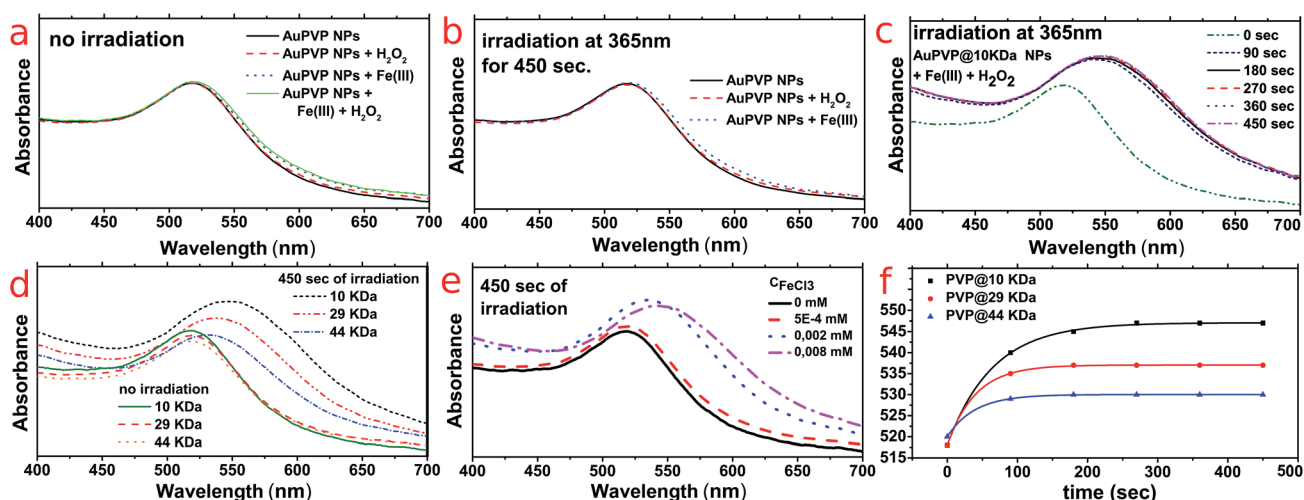 a
no irradiation
AuPVP NPs
AuPVP NPs + H₂O₂
AuPVP NPs + Fe(III)
AuPVP NPs +
Fe(III) + H₂O₂
Absorbance
400 450 500 550 600 650 700
Wavelength (nm)
b
irradiation at 365nm
for 450 sec.
AuPVP NPs
AuPVP NPs + H₂O₂
AuPVP NPs + Fe(III)
Absorbance
400 450 500 550 600 650 700
Wavelength (nm)
c
irradiation at 365nm
AuPVP@10KDa NPs
+ Fe(III) + H₂O₂
0 sec
90 sec
180 sec
270 sec
360 sec
450 sec
Absorbance
400 450 500 550 600 650 700
Wavelength (nm)
d
450 sec of irradiation
10 KDa
29 KDa
44 KDa
no irradiation
10 KDa
29 KDa
44 KDa
Absorbance
400 450 500 550 600 650 700
Wavelength (nm)
e
450 sec of
irradiation
CFeCl3
0 mM
5E-4 mM
0,002 mM
0,008 mM
Absorbance
400 450 500 550 600 650 700
Wavelength (nm)
f
PVP@10 KDa
PVP@29 KDa
PVP@44 KDa
550
545
540
535
530
525
520
515
0 100 200 300 400 500
time (sec)